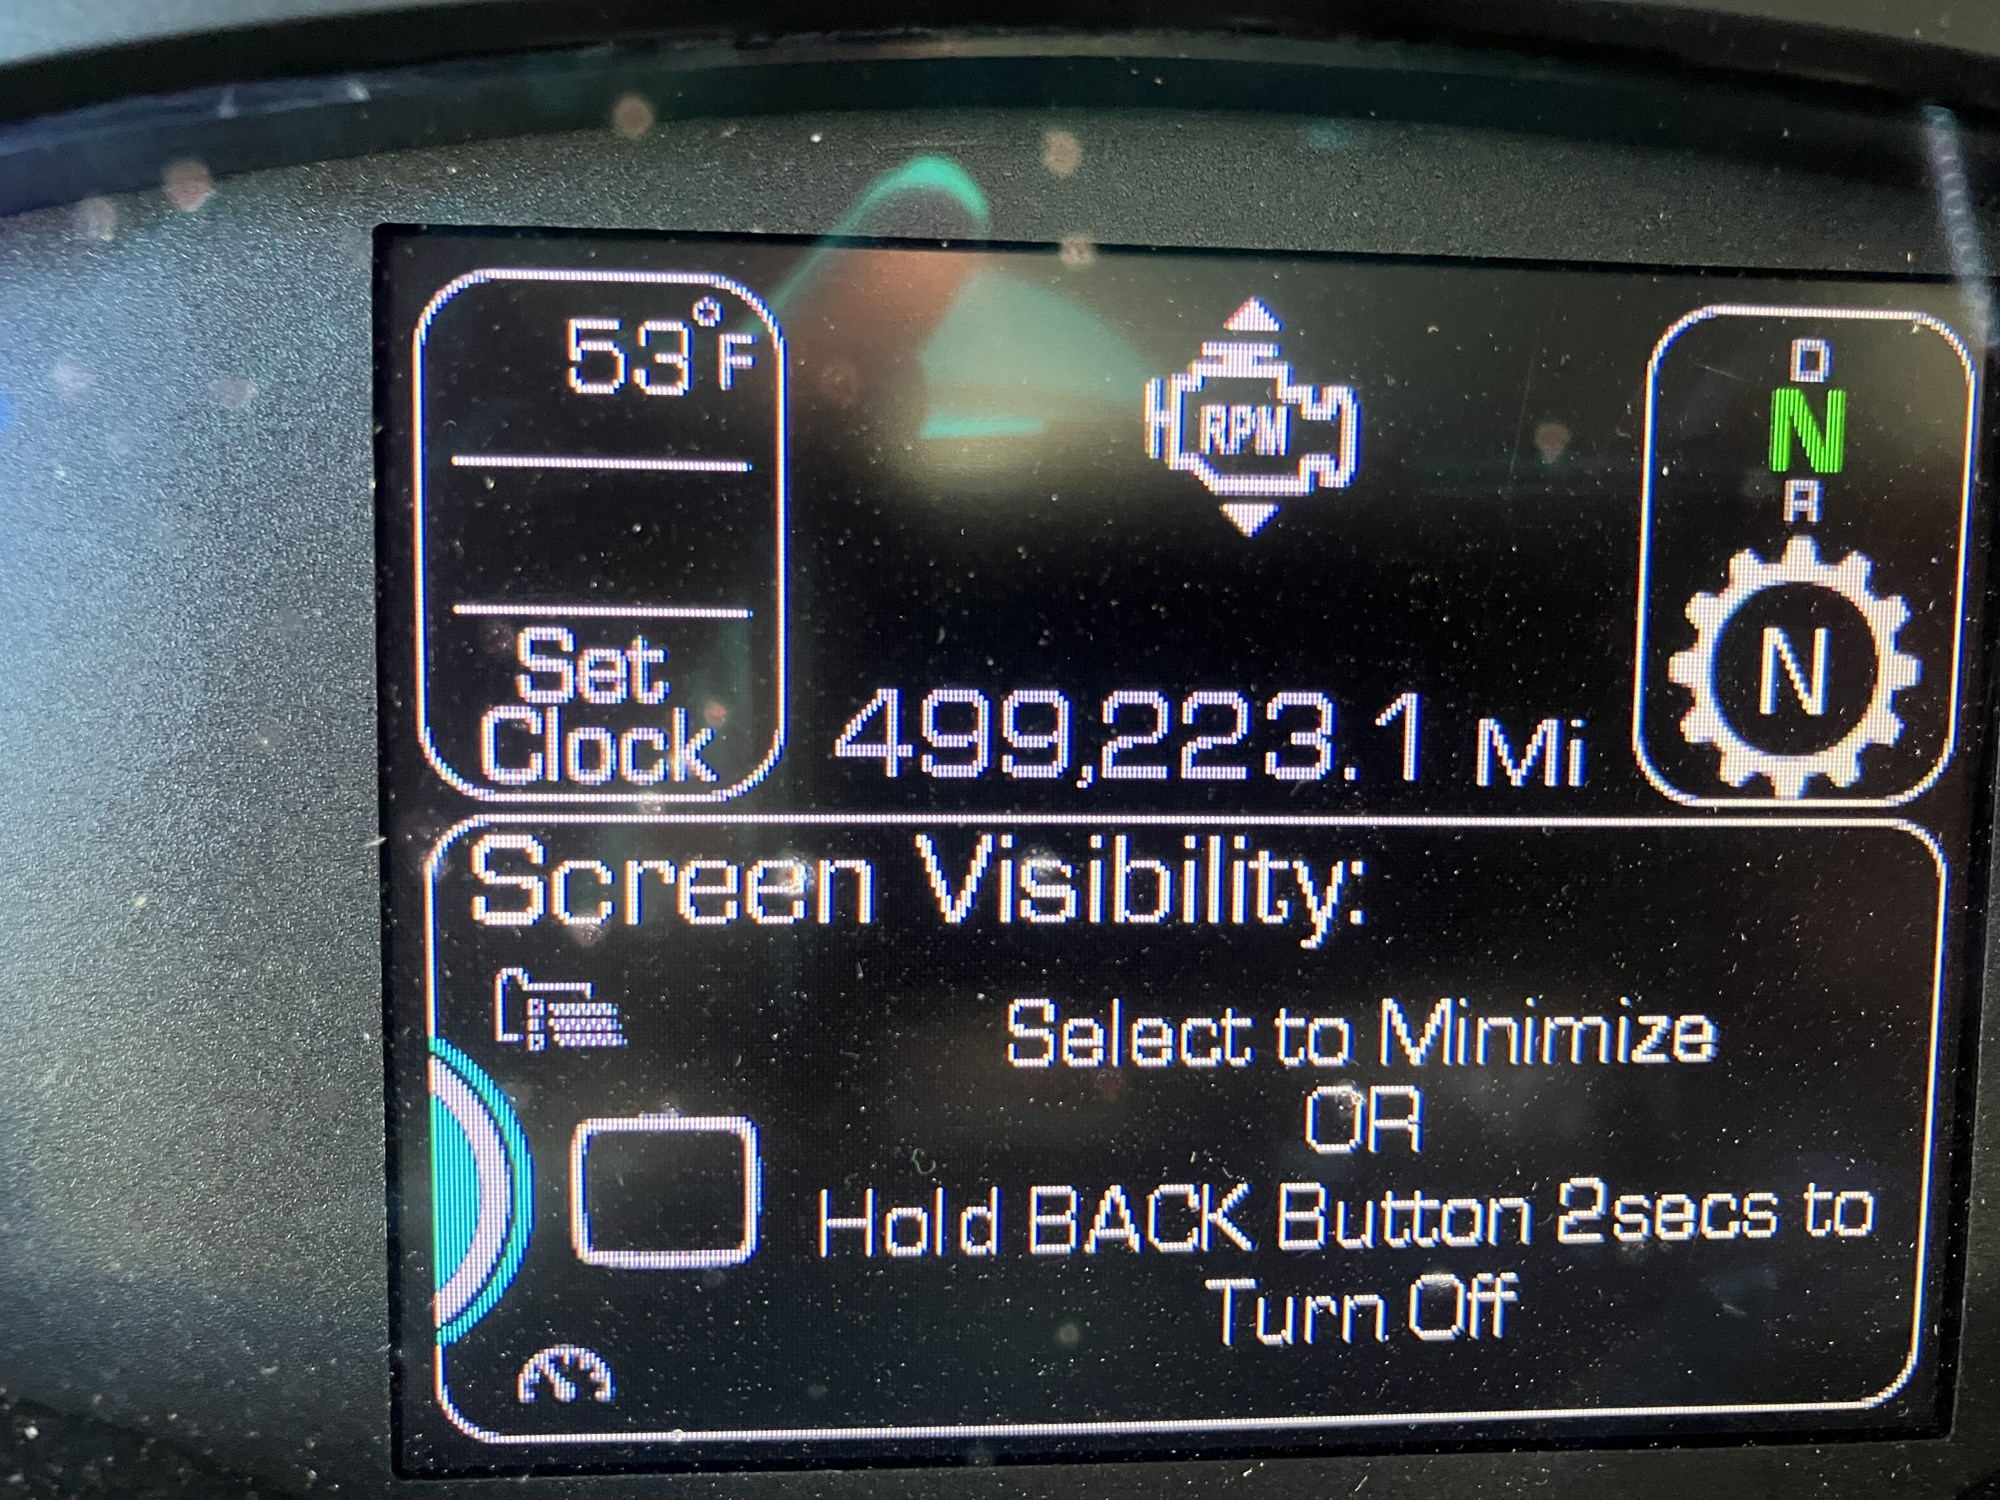 53°F
Set
Clock
RPM
499,223.1 Mi
D
N
R
N
Screen Visibility:
Select to Minimize
OR
Hold BACK Button 2secs to
Turn Off